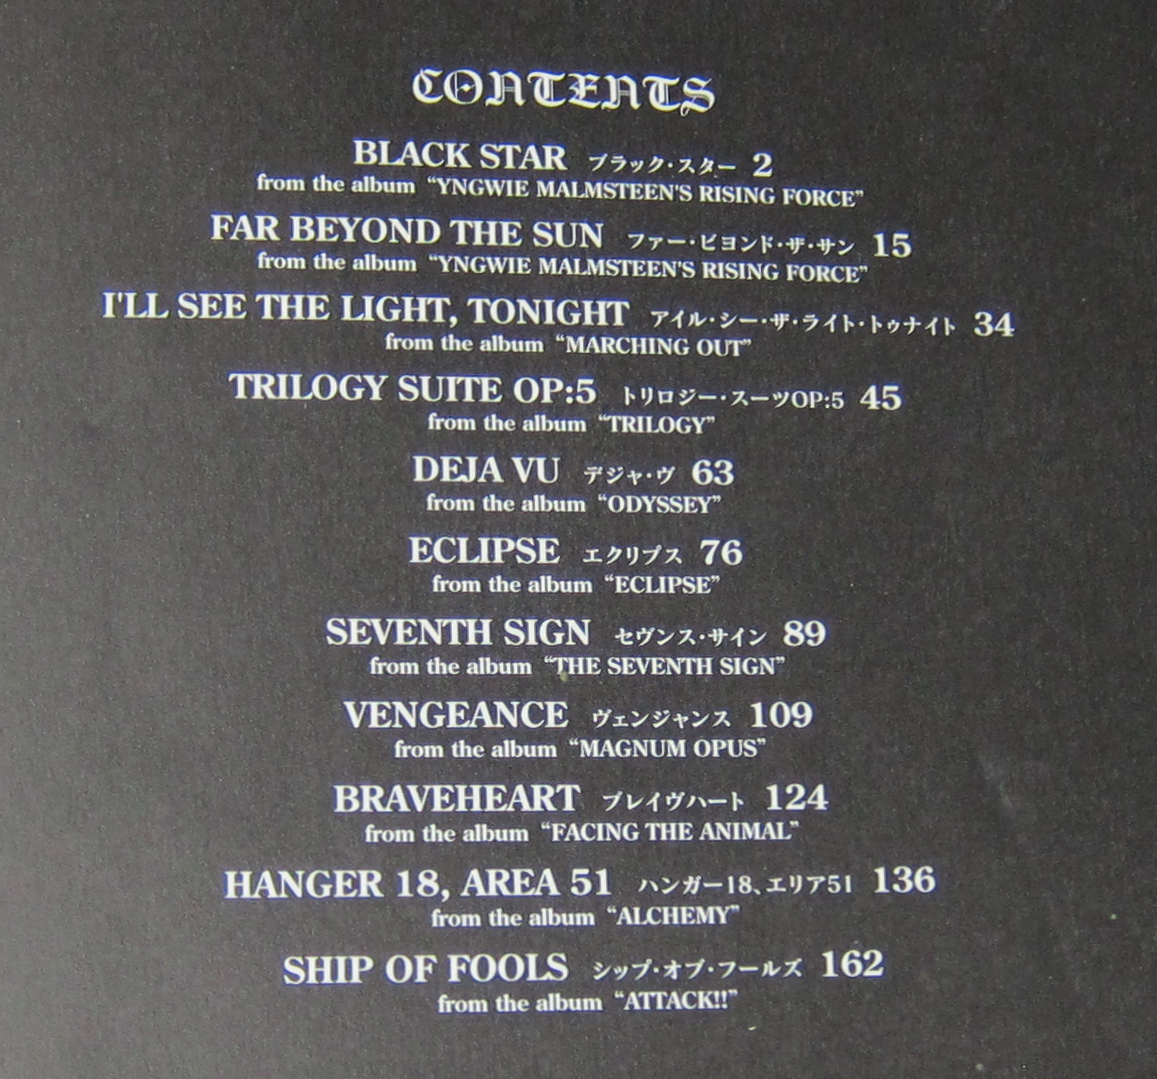 CONTENTS
BLACK STAR ブラック・スター 2
from the album “YNGWIE MALMSTEEN'S RISING FORCE”
FAR BEYOND THE SUN ファー・ビヨンド・ザ・サン 15
from the album “YNGWIE MALMSTEEN'S RISING FORCE”
I'LL SEE THE LIGHT, TONIGHT アイル・シー・ザ・ライト・トゥナイト 34
from the album “MARCHING OUT”
TRILOGY SUITE OP:5 トリロジー・スーツOP:5 45
from the album “TRILOGY”
DEJA VU デジャ・ヴ 63
from the album “ODYSSEY”
ECLIPSE エクリプス 76
from the album “ECLIPSE”
SEVENTH SIGN セヴンス・サイン 89
from the album “THE SEVENTH SIGN”
VENGEANCE ヴェンジャンス 109
from the album “MAGNUM OPUS”
BRAVEHEART ブレイヴハート 124
from the album “FACING THE ANIMAL”
HANGER 18, AREA 51 ハンガー18、エリア51 136
from the album “ALCHEMY”
SHIP OF FOOLS シップ・オブ・フールズ 162
from the album “ATTACK!!”